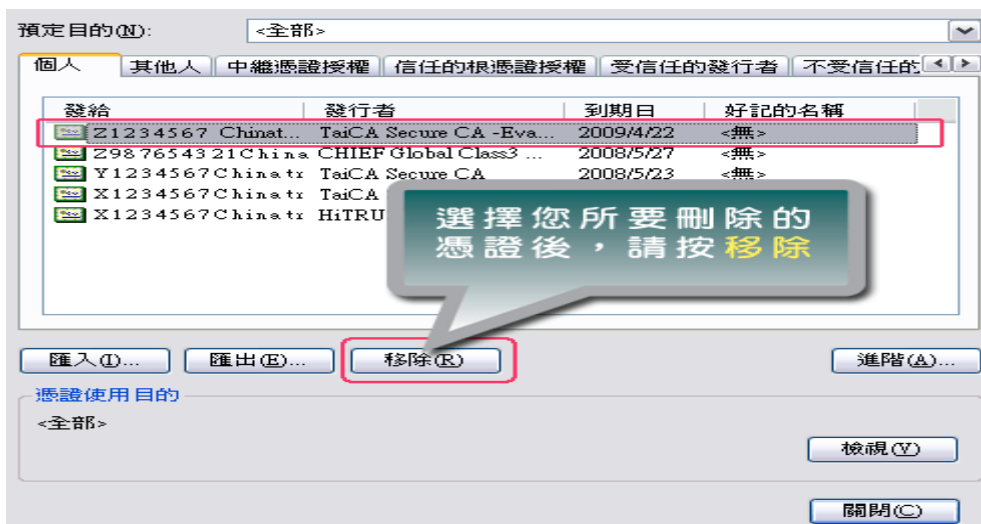 預定目的(N): <全部>
個人 其他人 中繼憑證授權 信任的根憑證授權 受信任的發行者 不受信任的
發給 發行者 到期日 好記的名稱
Z1234567 Chinat... TaiCA Secure CA -Eva... 2009/4/22 <無>
Z987654321China CHIEF Global Class3 ... 2008/5/27 <無>
Y1234567Chinatr TaiCA Secure CA 2008/5/23 <無>
X1234567Chinatr TaiCA
X1234567Chinatr HiTRU
選擇您所要刪除的
憑證後，請按移除
匯入(I)... 匯出(E)... 移除(R) 進階(A)...
憑證使用目的
<全部>
檢視(V)
關閉(C)